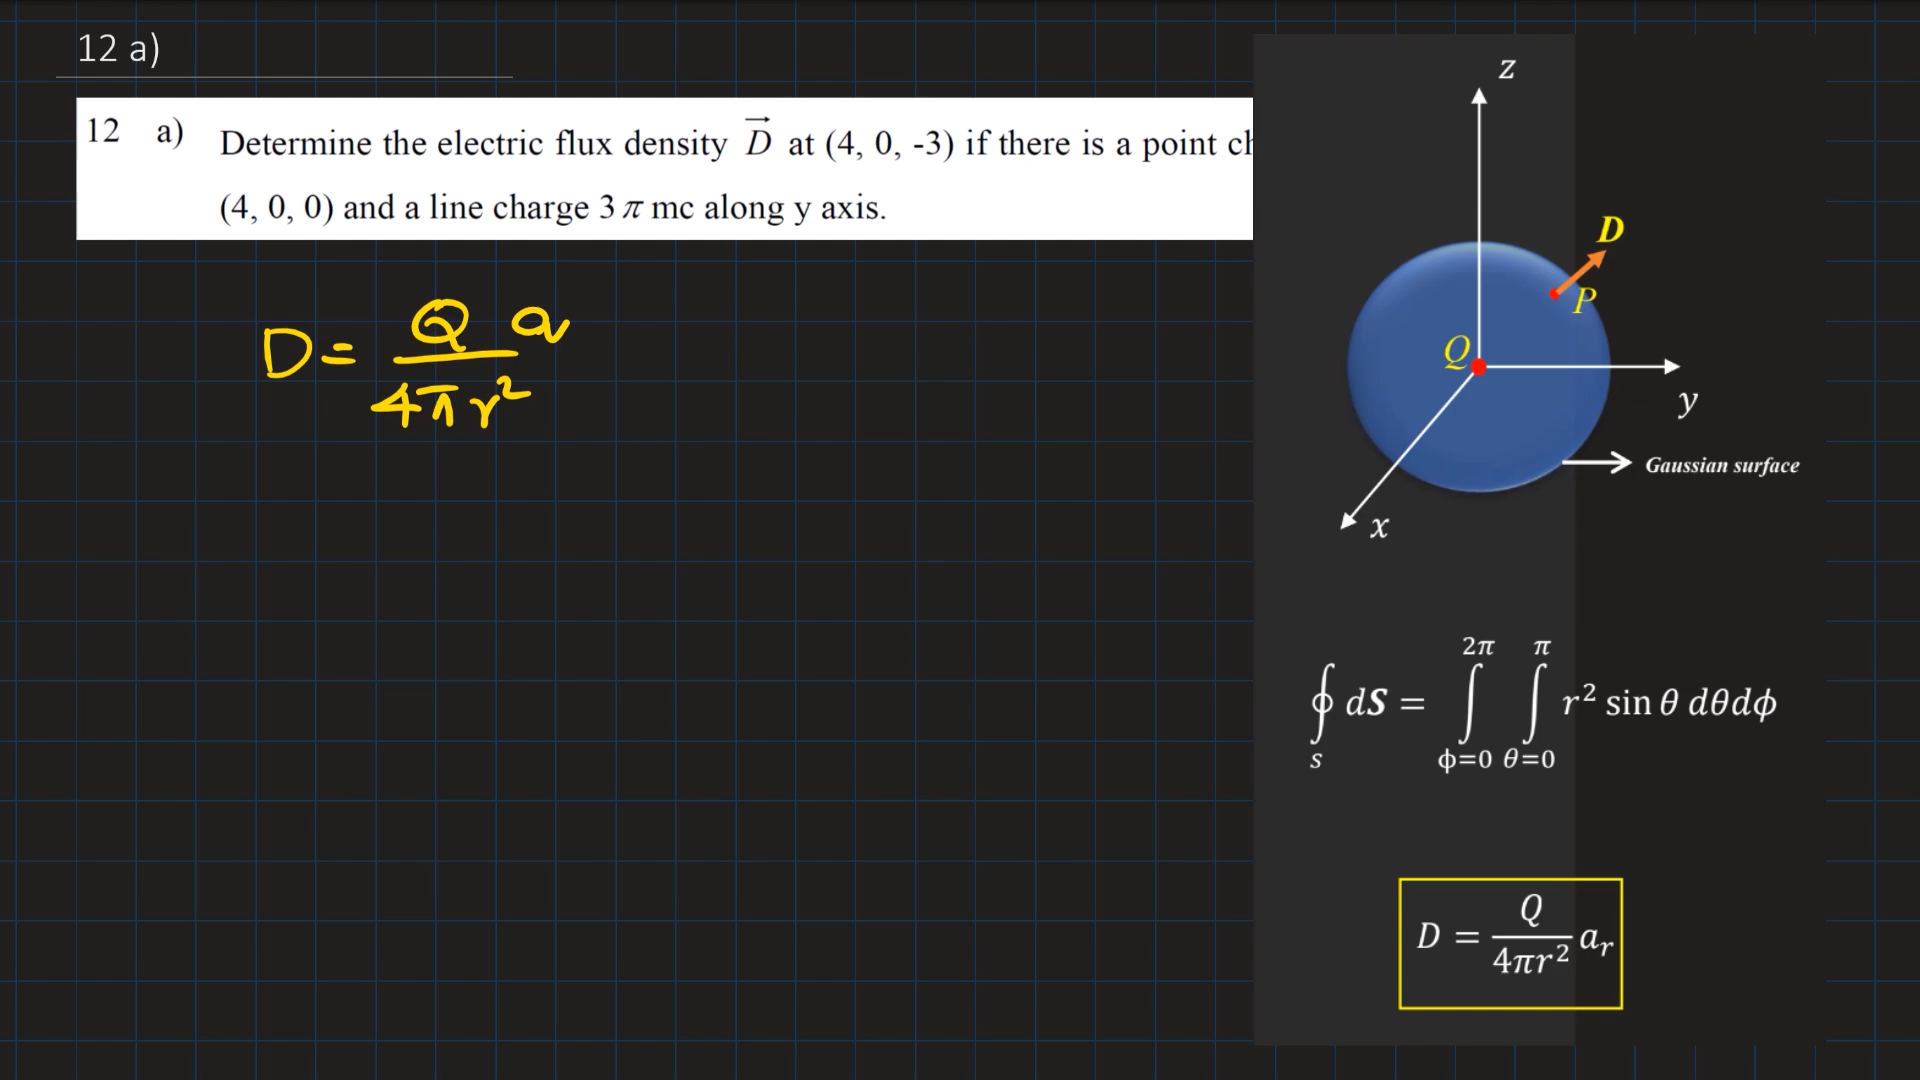 12 a)
12 a) Determine the electric flux density D⃗ at (4, 0, -3) if there is a point
(4, 0, 0) and a line charge 3 π mc along y axis.
D = Q a / 4πr²
z
D
P
Q
y
Gaussian surface
x
∮_S dS = ∫_{ϕ=0}^{2π} ∫_{θ=0}^{π} r² sin θ dθdϕ
D = Q / 4πr² a_r